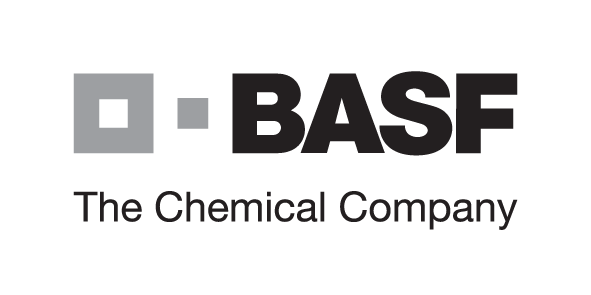 BASF
The Chemical Company